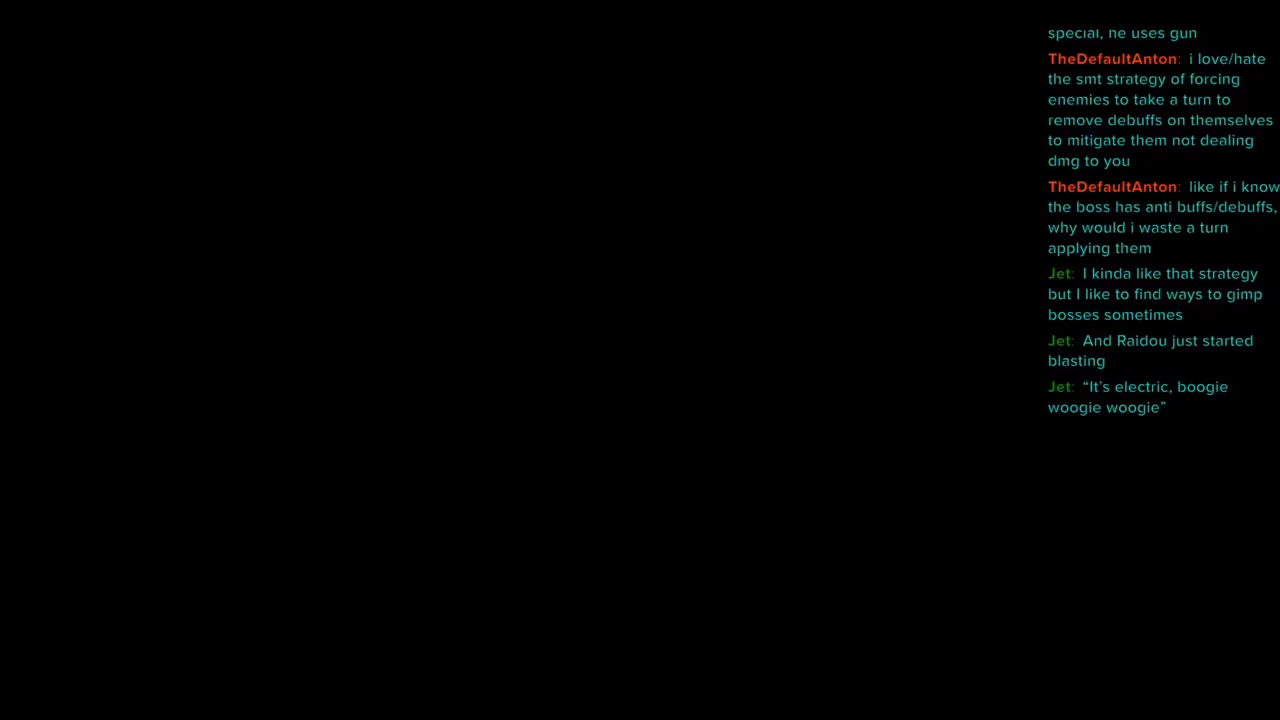 special, he uses gun
TheDefaultAnton: i love/hate
the smt strategy of forcing
enemies to take a turn to
remove debuffs on themselves
to mitigate them not dealing
dmg to you
TheDefaultAnton: like if i know
the boss has anti buffs/debuffs,
why would i waste a turn
applying them
Jet: I kinda like that strategy
but I like to find ways to gimp
bosses sometimes
Jet: And Raidou just started
blasting
Jet: “It’s electric, boogie
woogie woogie”